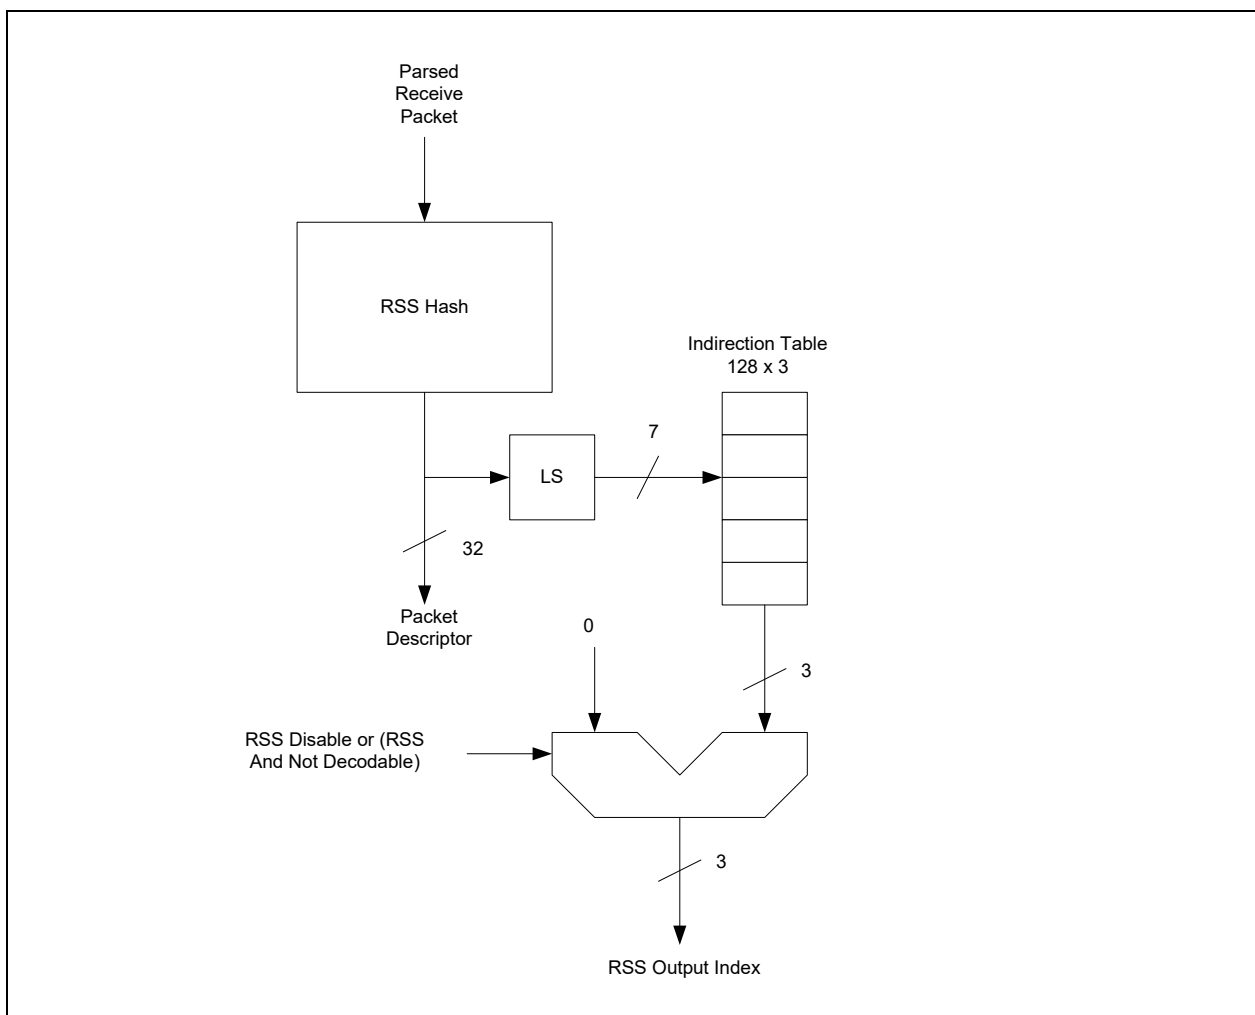 Parsed
Receive
Packet
RSS Hash
Indirection Table
128 x 3
7
LS
32
Packet
Descriptor
0
3
RSS Disable or (RSS
And Not Decodable)
3
RSS Output Index